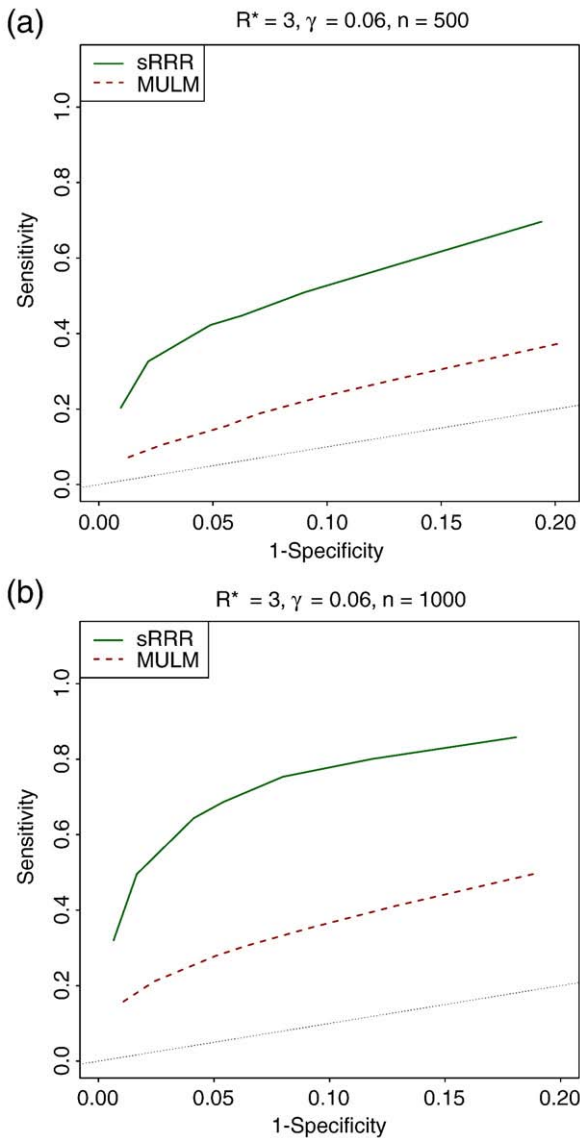 (a)
R* = 3, γ = 0.06, n = 500
sRRR
MULM
Sensitivity
0.0 0.2 0.4 0.6 0.8 1.0
0.00 0.05 0.10 0.15 0.20
1-Specificity
(b)
R* = 3, γ = 0.06, n = 1000
sRRR
MULM
Sensitivity
0.0 0.2 0.4 0.6 0.8 1.0
0.00 0.05 0.10 0.15 0.20
1-Specificity